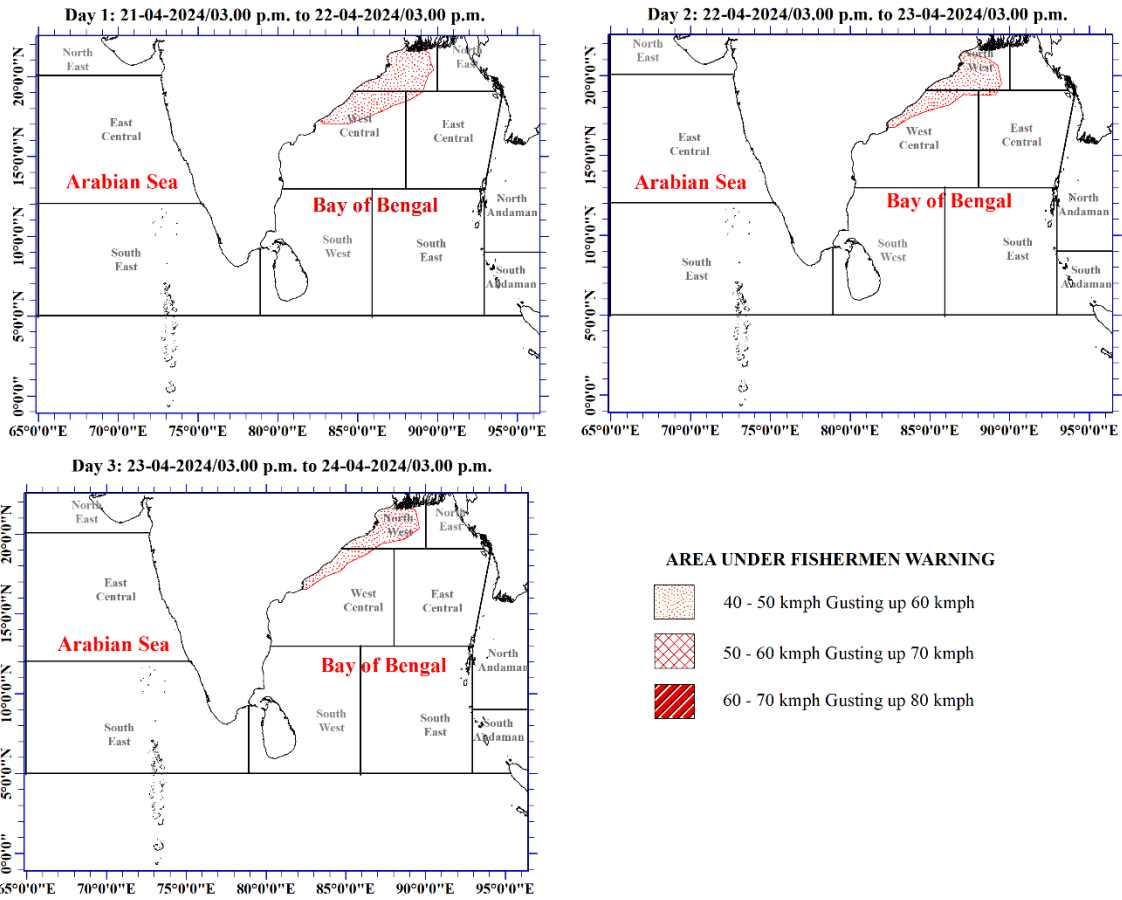 Day 1: 21-04-2024/03.00 p.m. to 22-04-2024/03.00 p.m.
North
East
North
East
20°0'0"N
East
Central
West
Central
East
Central
15°0'0"N
Arabian Sea
Bay of Bengal
North
Andaman
10°0'0"N
South
East
South
West
South
East
South
Andaman
5°0'0"N
0°0'0"
65°0'0"E 70°0'0"E 75°0'0"E 80°0'0"E 85°0'0"E 90°0'0"E 95°0'0"E
Day 2: 22-04-2024/03.00 p.m. to 23-04-2024/03.00 p.m.
North
East
North
West
20°0'0"N
East
Central
West
Central
East
Central
15°0'0"N
Arabian Sea
Bay of Bengal
North
Andaman
10°0'0"N
South
East
South
West
South
East
South
Andaman
5°0'0"N
0°0'0"
65°0'0"E 70°0'0"E 75°0'0"E 80°0'0"E 85°0'0"E 90°0'0"E 95°0'0"E
Day 3: 23-04-2024/03.00 p.m. to 24-04-2024/03.00 p.m.
North
East
North
West
North
East
20°0'0"N
East
Central
West
Central
East
Central
15°0'0"N
Arabian Sea
Bay of Bengal
North
Andaman
10°0'0"N
South
East
South
West
South
East
South
Andaman
5°0'0"N
0°0'0"
65°0'0"E 70°0'0"E 75°0'0"E 80°0'0"E 85°0'0"E 90°0'0"E 95°0'0"E
AREA UNDER FISHERMEN WARNING
40 - 50 kmph Gusting up 60 kmph
50 - 60 kmph Gusting up 70 kmph
60 - 70 kmph Gusting up 80 kmph